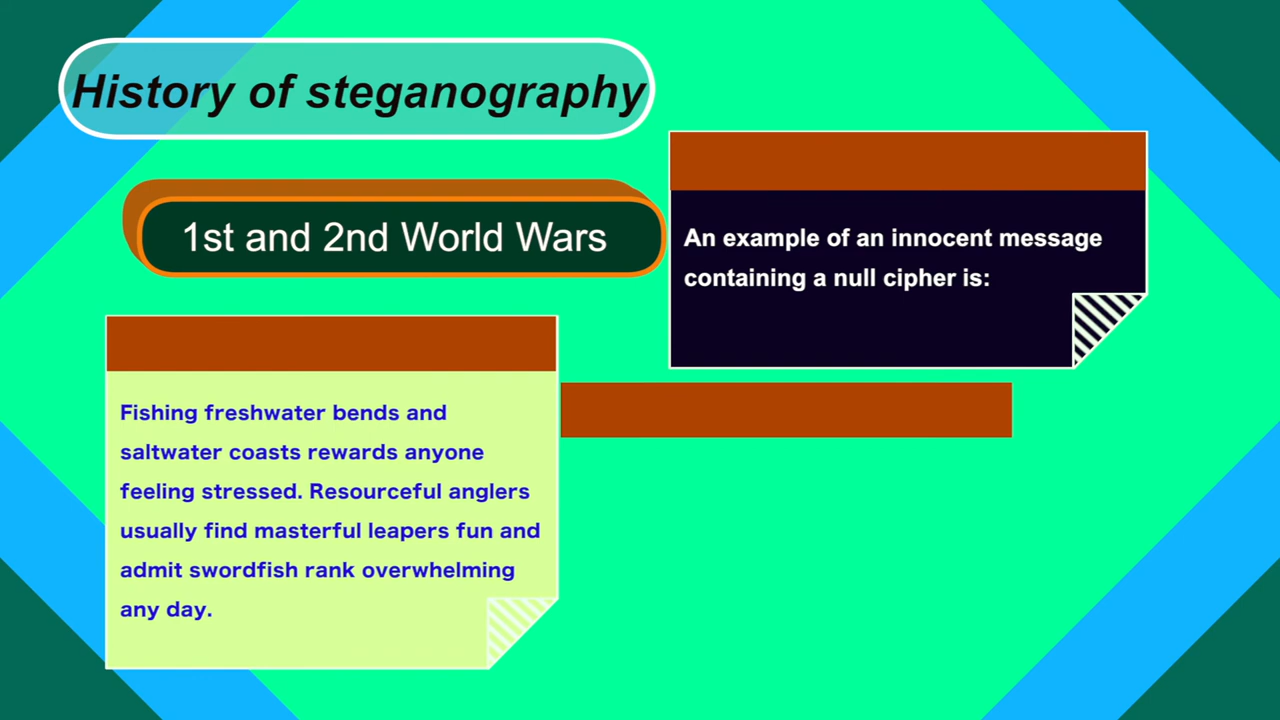 History of steganography
1st and 2nd World Wars
An example of an innocent message
containing a null cipher is:
Fishing freshwater bends and
saltwater coasts rewards anyone
feeling stressed. Resourceful anglers
usually find masterful leapers fun and
admit swordfish rank overwhelming
any day.